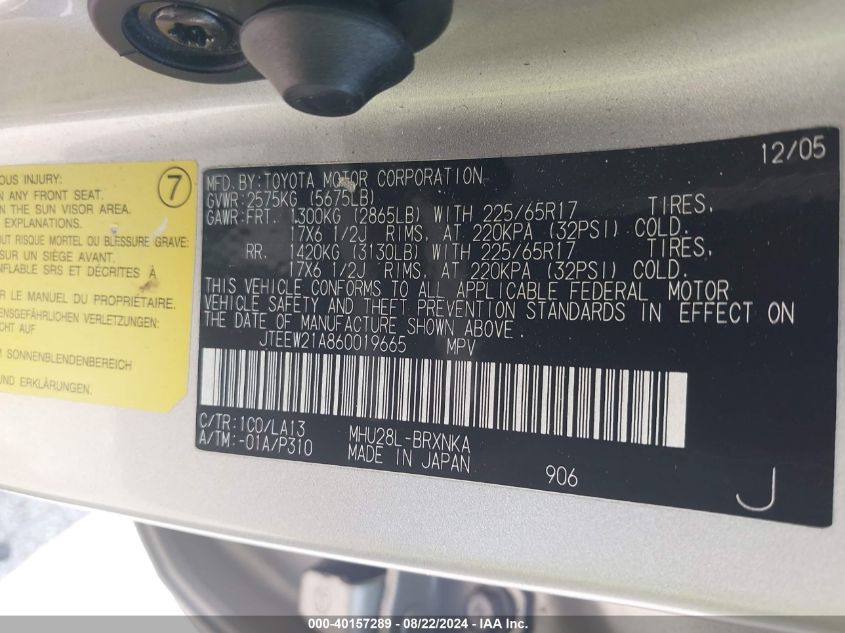 OUS INJURY:
N ANY FRONT SEAT.
N THE SUN VISOR AREA.
EXPLANATIONS.
OUT RISQUE MORTEL OU BLESSURE GRAVE:
SUR UN SIÈGE AVANT.
NFLABLE SRS ET DÉCRITES À
R LE MANUEL DU PROPRIÉTAIRE.
ENSGEFÄHRLICHEN VERLETZUNGEN:
CHT AUF
M SONNENBLENDENBEREICH
UND ERKLÄRUNGEN.
7
12/05
MFD. BY: TOYOTA MOTOR CORPORATION
GVWR: 2575KG (5675LB)
GAWR: FRT. 1300KG (2865LB) WITH 225/65R17 TIRES,
17X6 1/2J RIMS, AT 220KPA (32PSI) COLD.
RR. 1420KG (3130LB) WITH 225/65R17 TIRES,
17X6 1/2J RIMS, AT 220KPA (32PSI) COLD.
THIS VEHICLE CONFORMS TO ALL APPLICABLE FEDERAL MOTOR
VEHICLE SAFETY AND THEFT PREVENTION STANDARDS IN EFFECT ON
THE DATE OF MANUFACTURE SHOWN ABOVE.
JTEEW21A860019665 MPV
C/TR: 1C0/LA13 MHU28L-BRXNKA
A/TM: -01A/P310 MADE IN JAPAN
906
J
000-40157289 - 08/22/2024 - © IAA Inc.